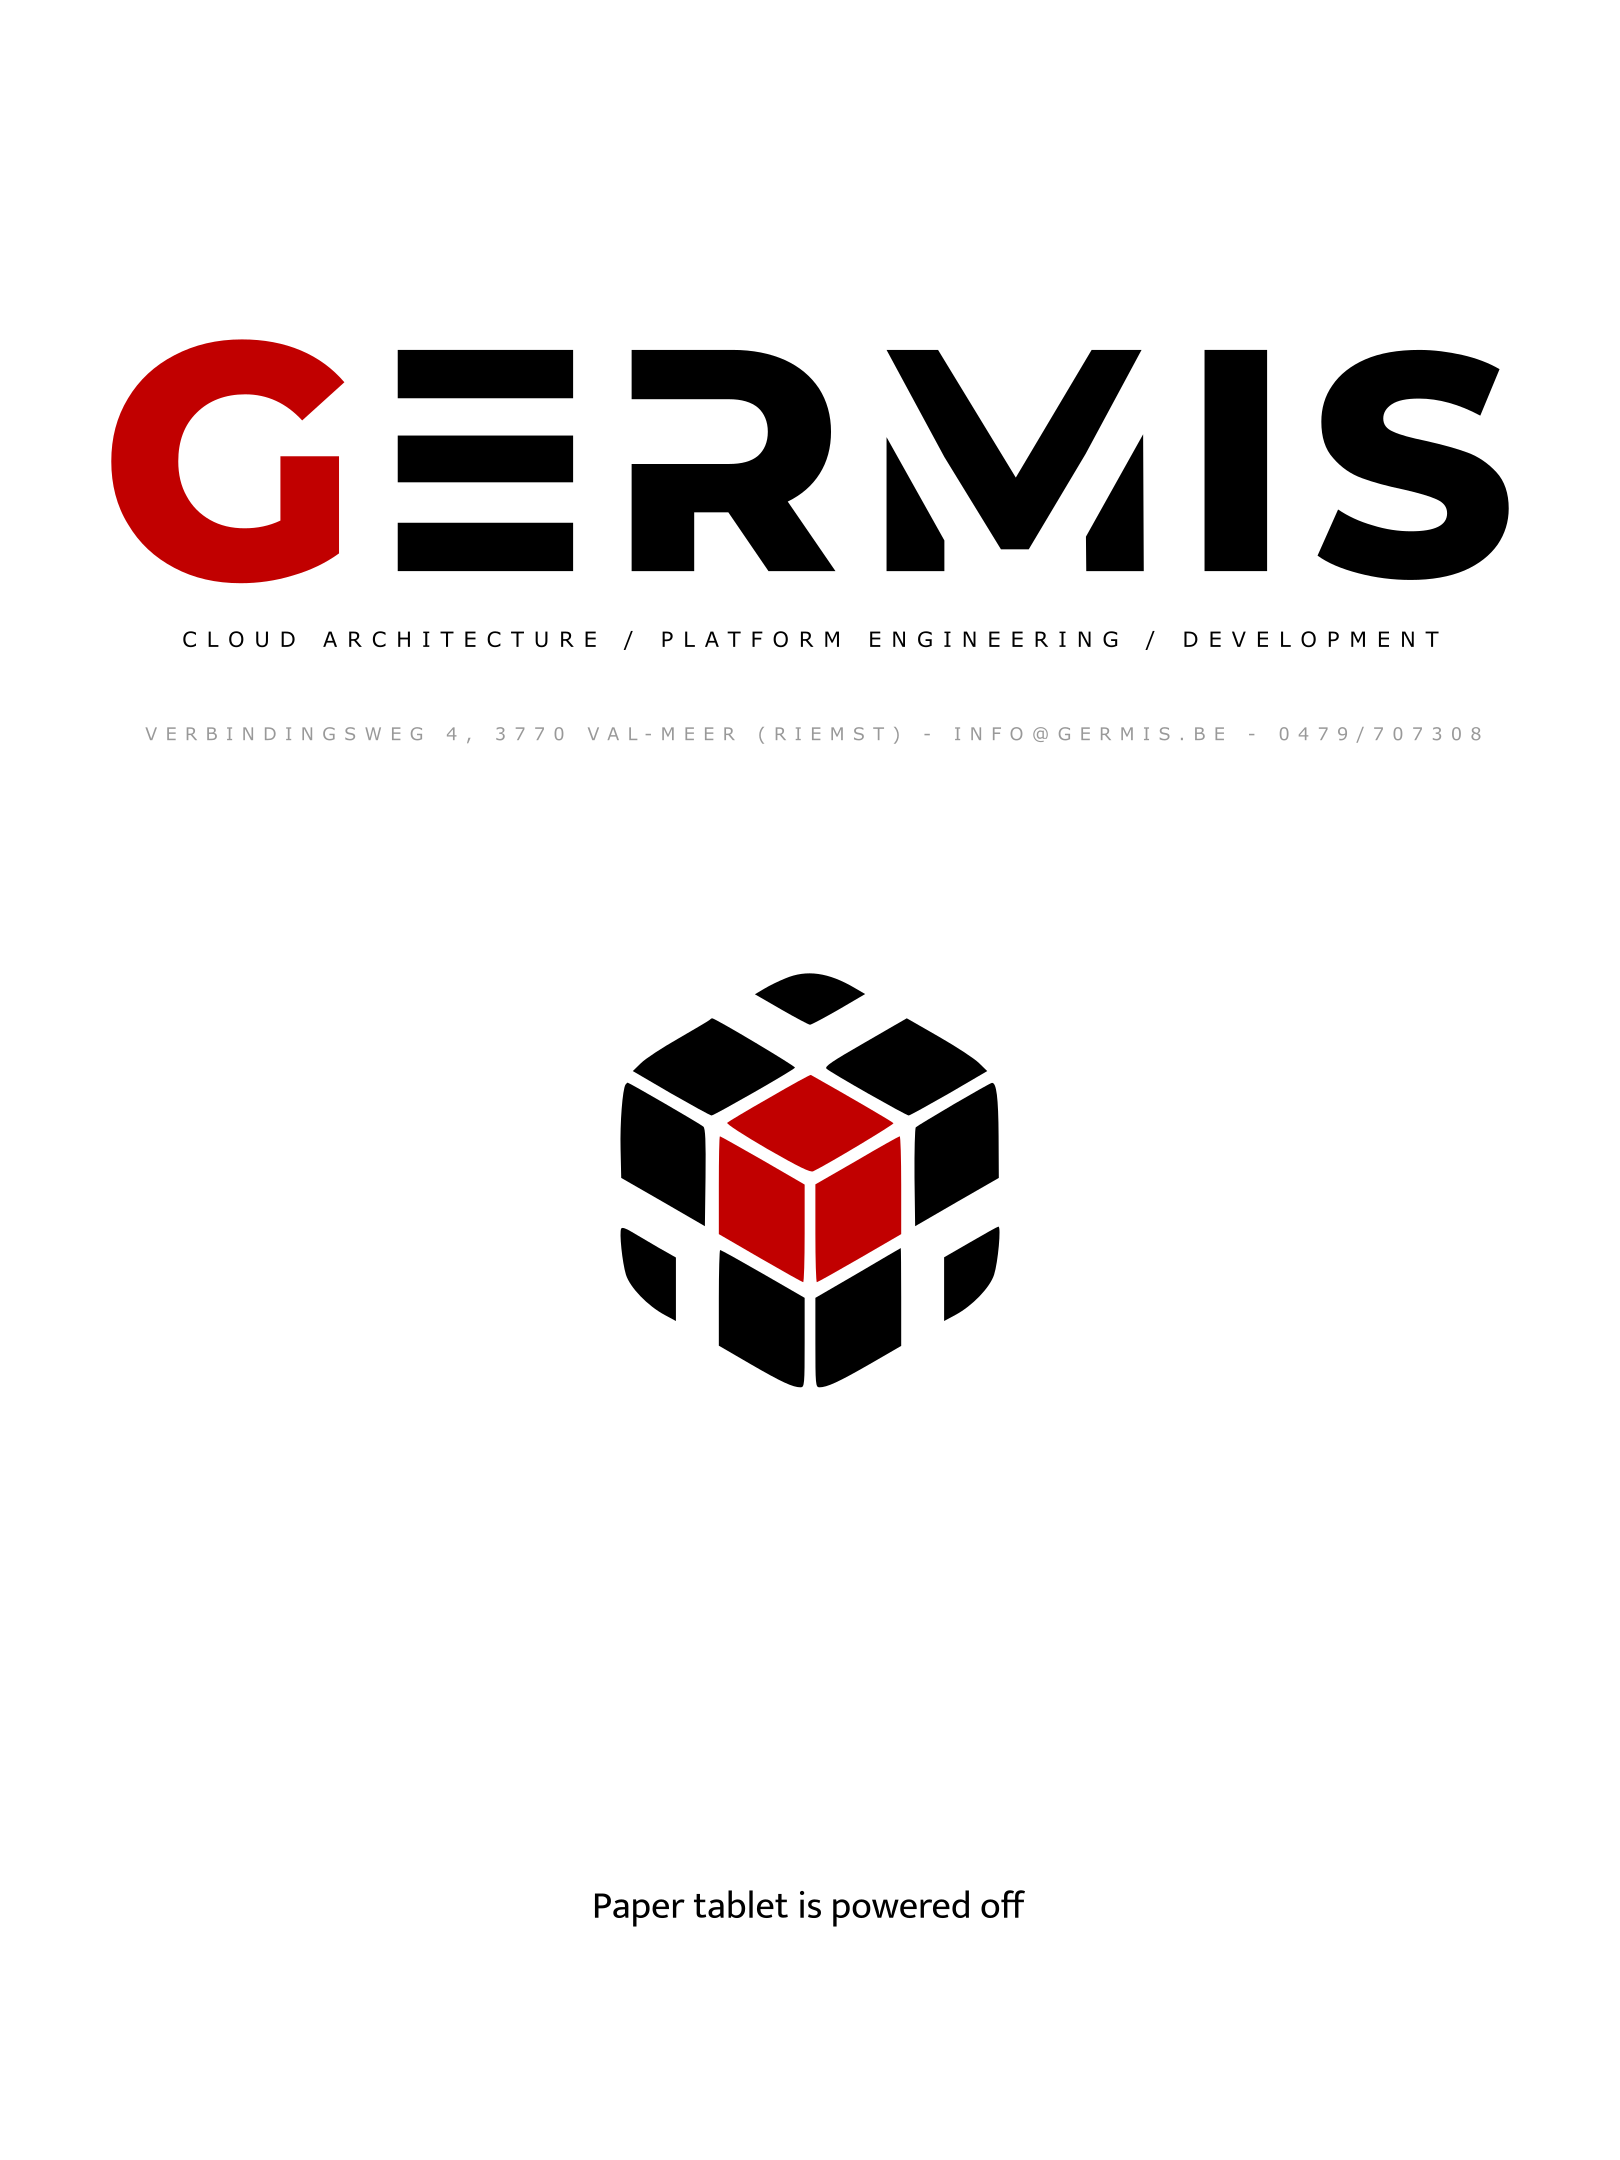 GERMIS
CLOUD ARCHITECTURE / PLATFORM ENGINEERING / DEVELOPMENT
VERBINDINGSWEG 4, 3770 VAL-MEER (RIEMST) - INFO@GERMIS.BE - 0479/707308
Paper tablet is powered off